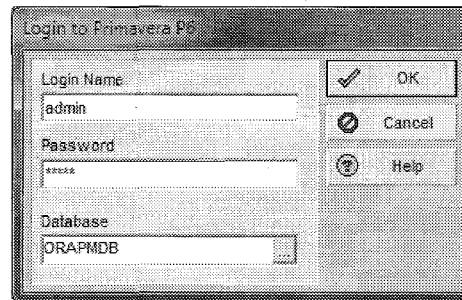 Login to Primavera P6
Login Name
admin
Password
*****
Database
ORAPMDB
...
OK
Cancel
Help